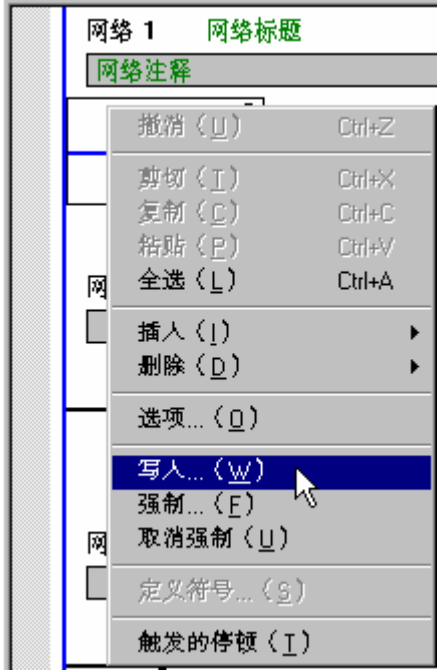 网络 1 网络标题
网络注释
撤消（U） Ctrl+Z
剪切（T） Ctrl+X
复制（C） Ctrl+C
粘贴（P） Ctrl+V
全选（L） Ctrl+A
网
插入（I）
删除（D）
选项...（O）
写入...（W）
强制...（F）
取消强制（U）
网
定义符号...（S）
触发的停顿（T）